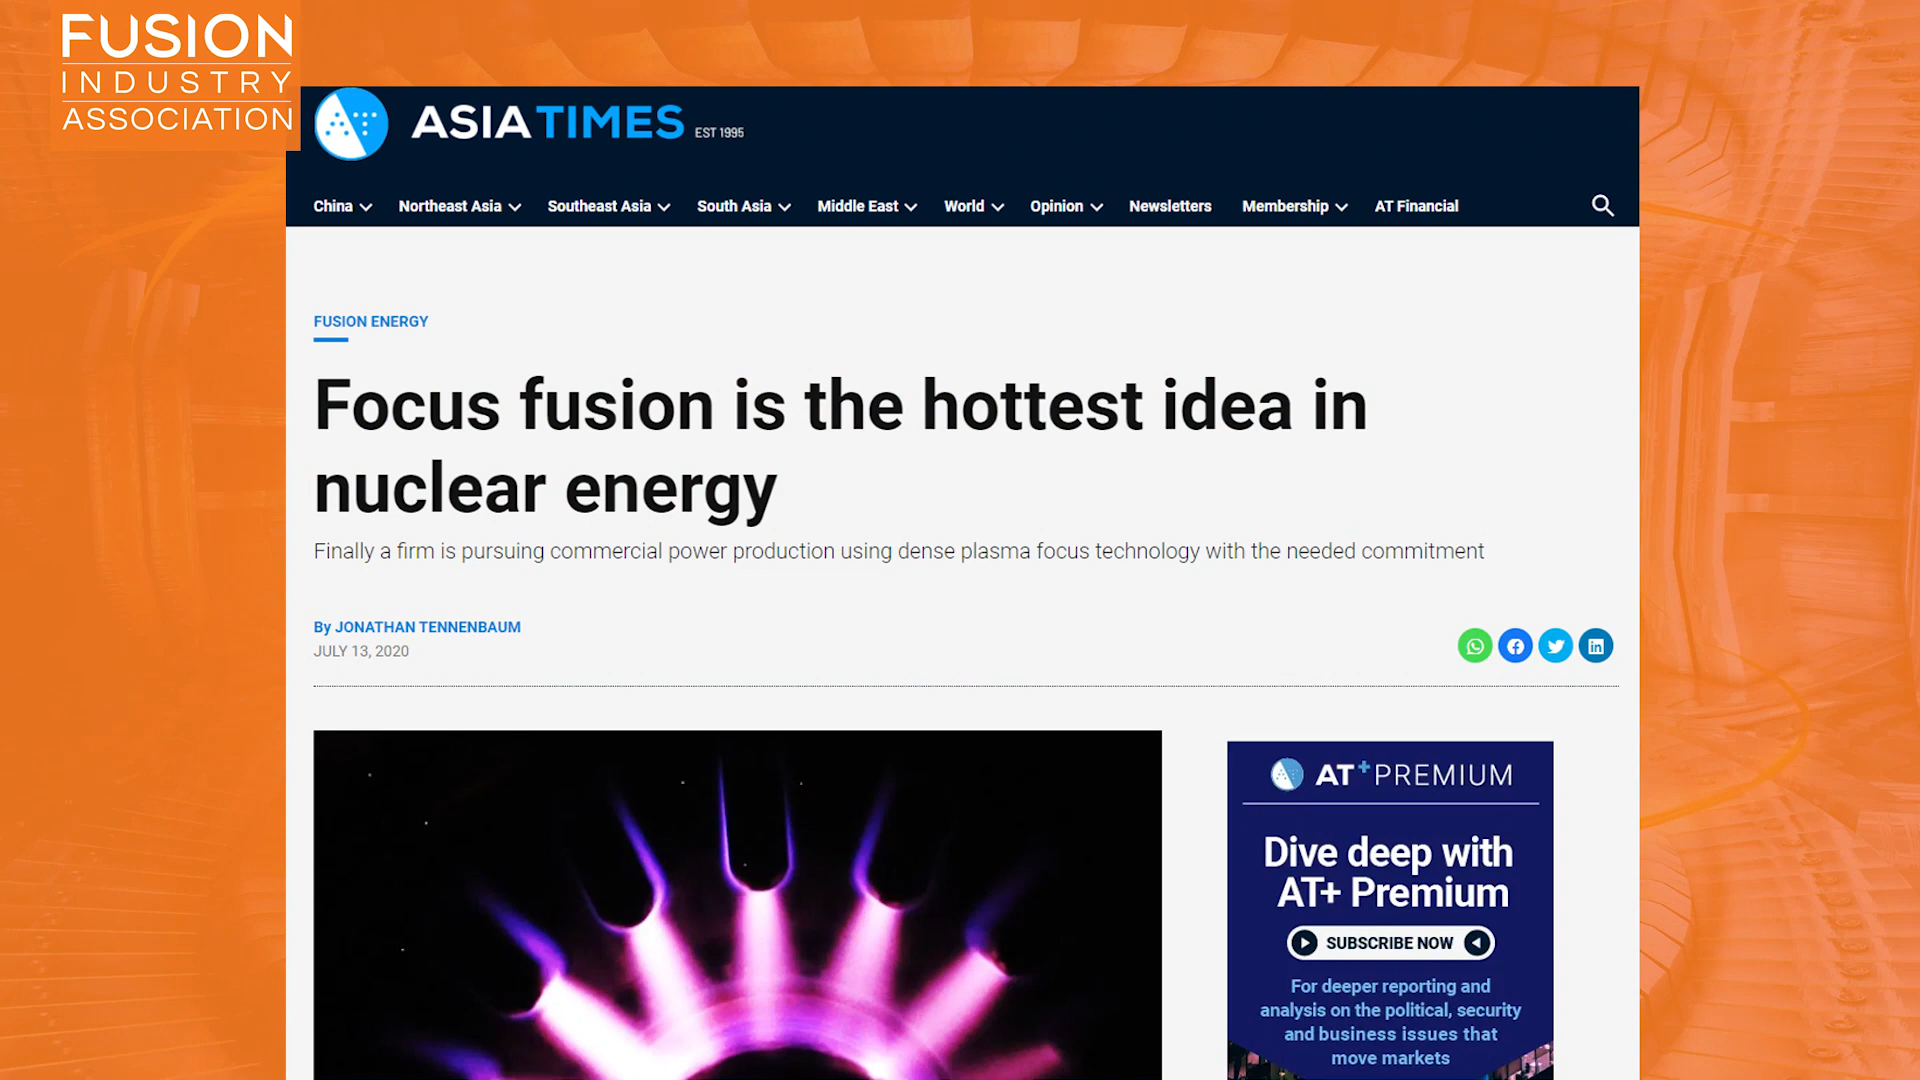 FUSION
INDUSTRY
ASSOCIATION
ASIA TIMES EST 1995
China Northeast Asia Southeast Asia South Asia Middle East World Opinion Newsletters Membership AT Financial
FUSION ENERGY
Focus fusion is the hottest idea in
nuclear energy
Finally a firm is pursuing commercial power production using dense plasma focus technology with the needed commitment
By JONATHAN TENNENBAUM
JULY 13, 2020
AT+PREMIUM
Dive deep with
AT+ Premium
SUBSCRIBE NOW
For deeper reporting and
analysis on the political, security
and business issues that
move markets